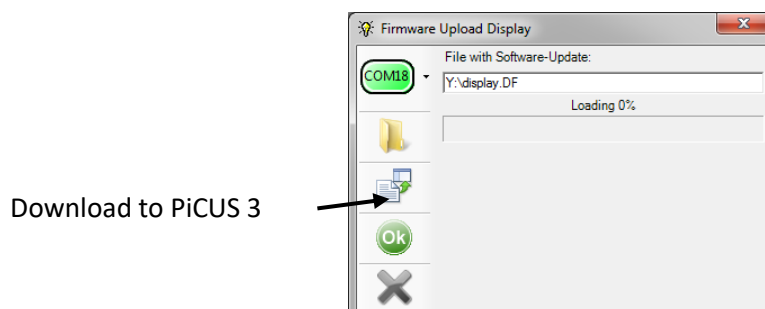 Firmware Upload Display
File with Software-Update:
COM18
Y:\display.DF
Loading 0%
Download to PiCUS 3
Ok